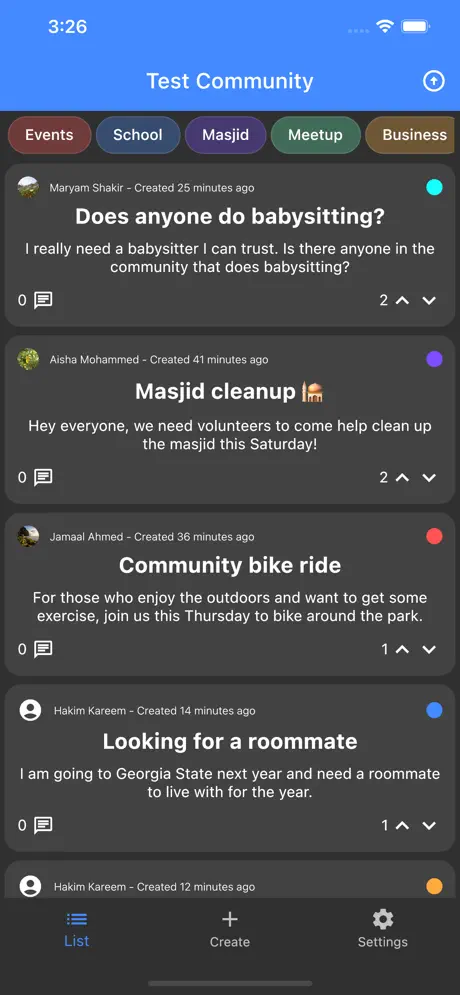 3:26
Test Community
Events School Masjid Meetup Business
Maryam Shakir - Created 25 minutes ago
Does anyone do babysitting?
I really need a babysitter I can trust. Is there anyone in the
community that does babysitting?
0 2
Aisha Mohammed - Created 41 minutes ago
Masjid cleanup 🕌
Hey everyone, we need volunteers to come help clean up
the masjid this Saturday!
0 2
Jamaal Ahmed - Created 36 minutes ago
Community bike ride
For those who enjoy the outdoors and want to get some
exercise, join us this Thursday to bike around the park.
0 1
Hakim Kareem - Created 14 minutes ago
Looking for a roommate
I am going to Georgia State next year and need a roommate
to live with for the year.
0 1
Hakim Kareem - Created 12 minutes ago
List Create Settings